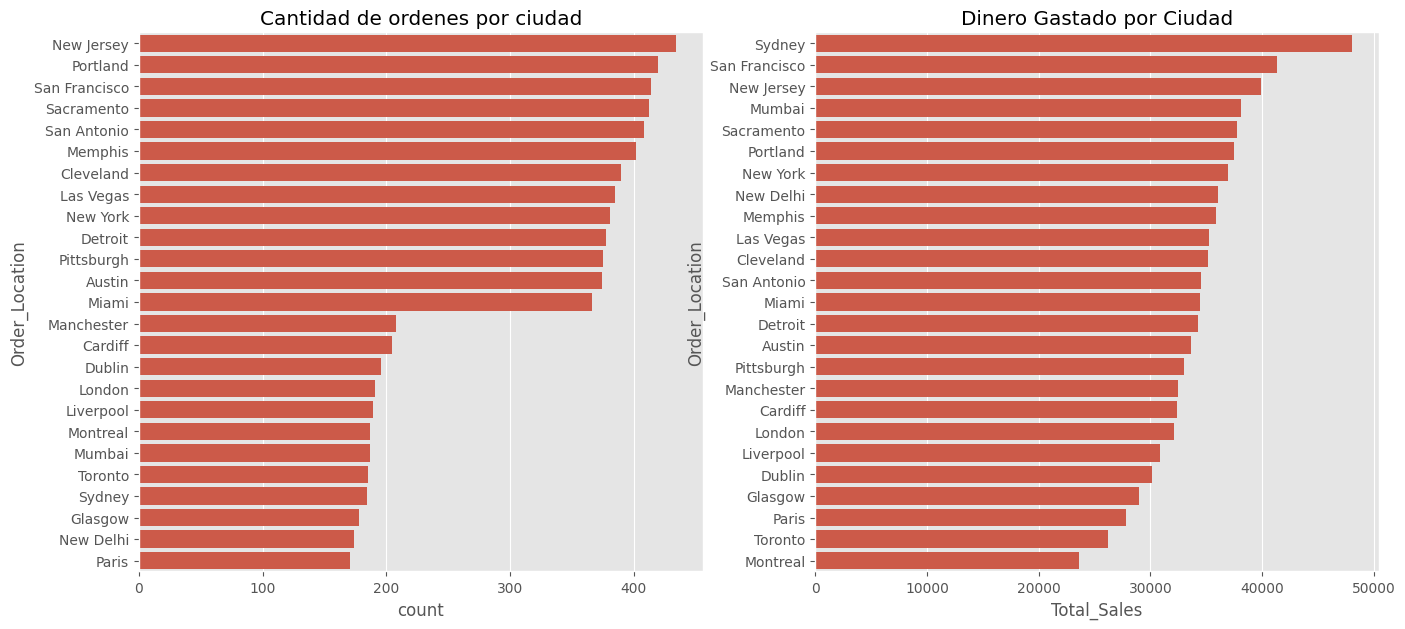 Cantidad de ordenes por ciudad
Order_Location
New Jersey
Portland
San Francisco
Sacramento
San Antonio
Memphis
Cleveland
Las Vegas
New York
Detroit
Pittsburgh
Austin
Miami
Manchester
Cardiff
Dublin
London
Liverpool
Montreal
Mumbai
Toronto
Sydney
Glasgow
New Delhi
Paris
0 100 200 300 400
count
Dinero Gastado por Ciudad
Order_Location
Sydney
San Francisco
New Jersey
Mumbai
Sacramento
Portland
New York
New Delhi
Memphis
Las Vegas
Cleveland
San Antonio
Miami
Detroit
Austin
Pittsburgh
Manchester
Cardiff
London
Liverpool
Dublin
Glasgow
Paris
Toronto
Montreal
0 10000 20000 30000 40000 50000
Total_Sales